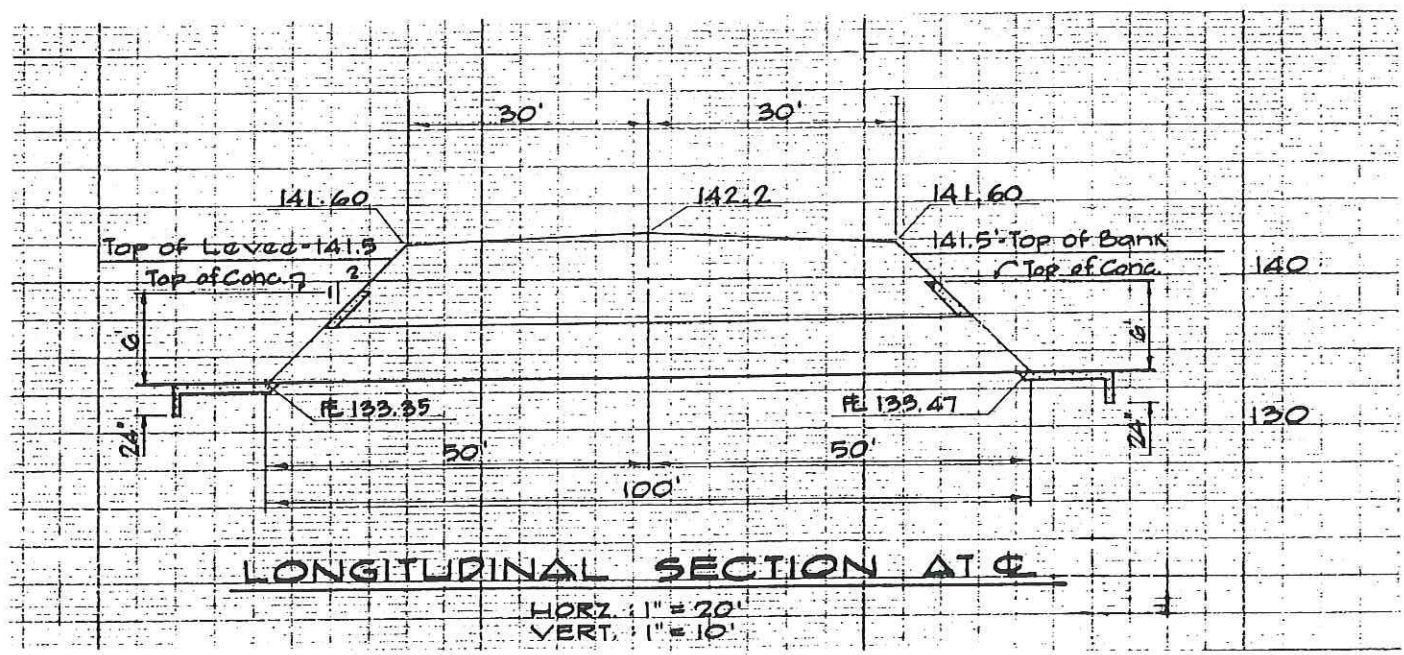 30'
30'
141.60
142.2
141.60
Top of Levee-141.5
141.5'-Top of Bank
Top of Conc.
2
1
Top of Conc.
140
6'
6'
℄ 133.35
℄ 133.47
130
24"
24"
50'
50'
100'
LONGITUDINAL SECTION AT ℄
HORZ. : 1" = 20'
VERT. : 1" = 10'